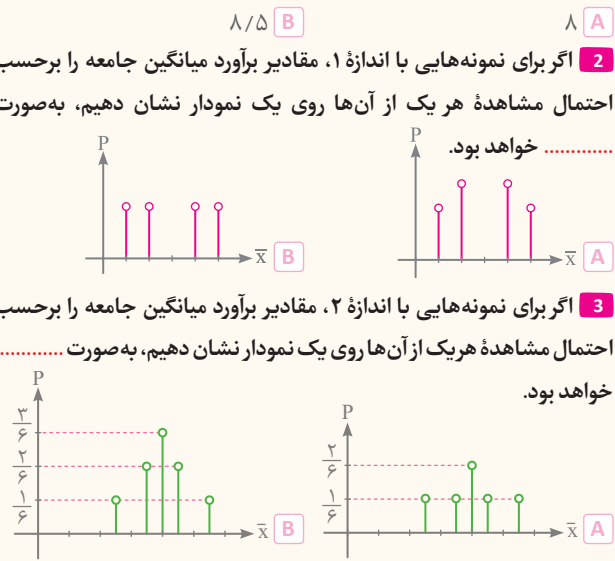 A ۸ B ۸/۵
2 اگر برای نمونه‌هایی با اندازهٔ ۱، مقادیر برآورد میانگین جامعه را برحسب
احتمال مشاهدهٔ هر یک از آن‌ها روی یک نمودار نشان دهیم، به‌صورت
............. خواهد بود.
P P
A x̅ B x̅
3 اگر برای نمونه‌هایی با اندازهٔ ۲، مقادیر برآورد میانگین جامعه را برحسب
احتمال مشاهدهٔ هریک از آن‌ها روی یک نمودار نشان دهیم، به‌صورت ............
خواهد بود.
P P
۳/۶
۲/۶ ۲/۶
۱/۶ ۱/۶
A x̅ B x̅